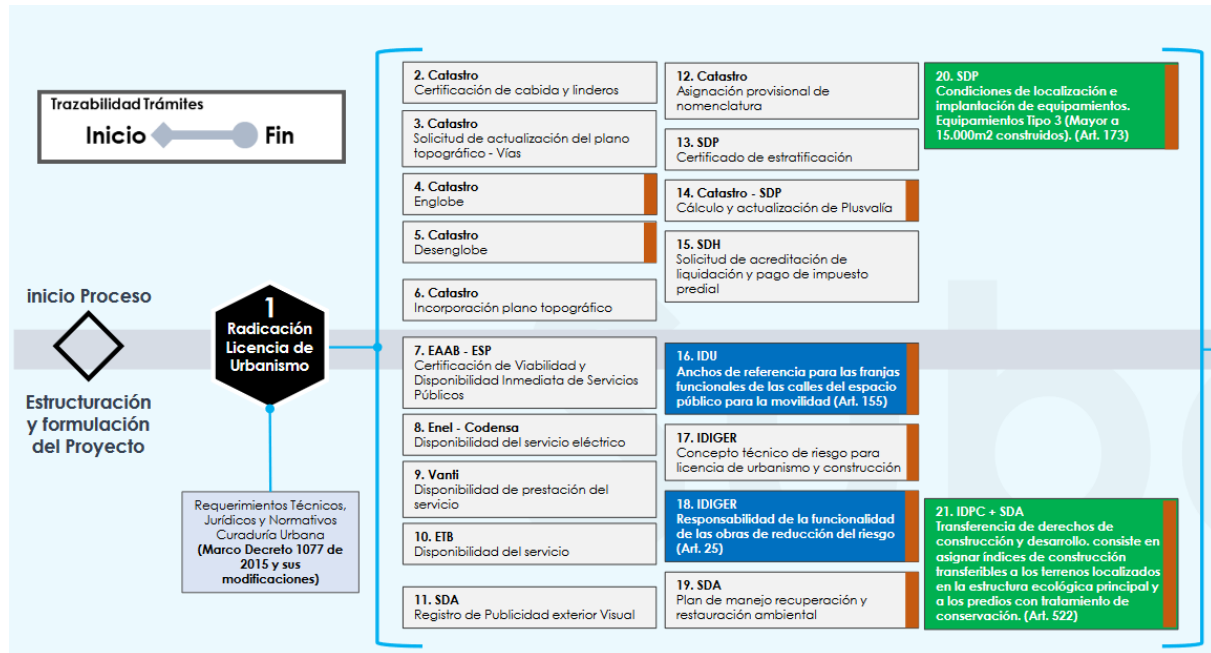 Trazabilidad Trámites
Inicio
Fin
inicio Proceso
Estructuración
y formulación
del Proyecto
1
Radicación
Licencia de
Urbanismo
Requerimientos Técnicos,
Jurídicos y Normativos
Curaduría Urbana
(Marco Decreto 1077 de
2015 y sus
modificaciones)
2. Catastro
Certificación de cabida y linderos
3. Catastro
Solicitud de actualización del plano
topográfico - Vías
4. Catastro
Englobe
5. Catastro
Desenglobe
6. Catastro
Incorporación plano topográfico
7. EAAB - ESP
Certificación de Viabilidad y
Disponibilidad Inmediata de Servicios
Públicos
8. Enel - Codensa
Disponibilidad del servicio eléctrico
9. Vanti
Disponibilidad de prestación del
servicio
10. ETB
Disponibilidad del servicio
11. SDA
Registro de Publicidad exterior Visual
12. Catastro
Asignación provisional de
nomenclatura
13. SDP
Certificado de estratificación
14. Catastro - SDP
Cálculo y actualización de Plusvalía
15. SDH
Solicitud de acreditación de
liquidación y pago de impuesto
predial
16. IDU
Anchos de referencia para las franjas
funcionales de las calles del espacio
público para la movilidad (Art. 155)
17. IDIGER
Concepto técnico de riesgo para
licencia de urbanismo y construcción
18. IDIGER
Responsabilidad de la funcionalidad
de las obras de reducción del riesgo
(Art. 25)
19. SDA
Plan de manejo recuperación y
restauración ambiental
20. SDP
Condiciones de localización e
implantación de equipamientos.
Equipamientos Tipo 3 (Mayor a
15.000m2 construidos). (Art. 173)
21. IDPC + SDA
Transferencia de derechos de
construcción y desarrollo. consiste en
asignar índices de construcción
transferibles a los terrenos localizados
en la estructura ecológica principal y
a los predios con tratamiento de
conservación. (Art. 522)